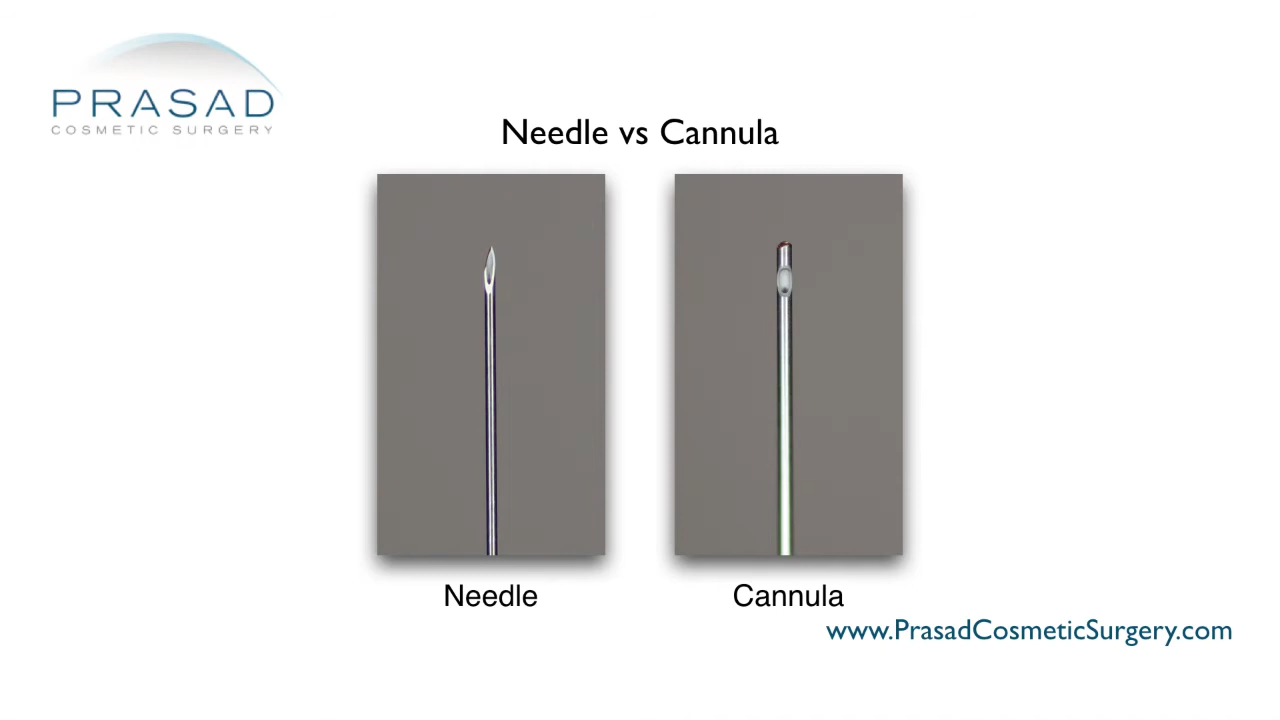 PRASAD
COSMETIC SURGERY
Needle vs Cannula
Needle
Cannula
www.PrasadCosmeticSurgery.com